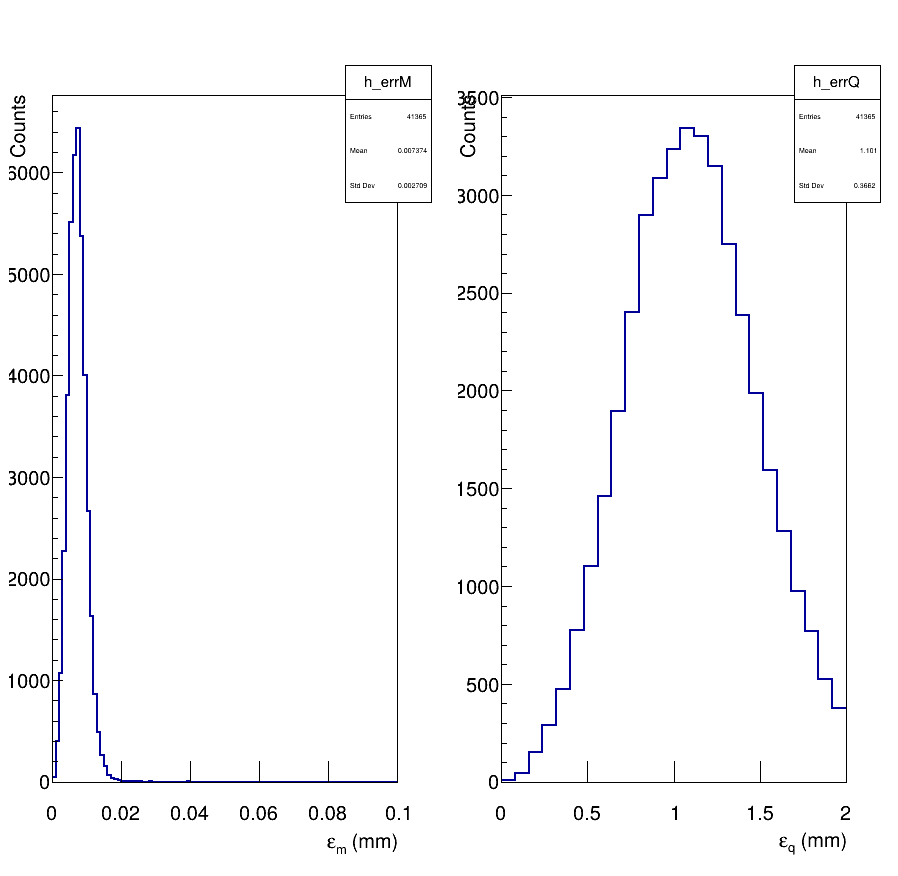 h_errM
Entries 41365
Mean 0.007374
Std Dev 0.002709
Counts
6000
5000
4000
3000
2000
1000
0
0 0.02 0.04 0.06 0.08 0.1
εm (mm)
h_errQ
Entries 41365
Mean 1.101
Std Dev 0.3662
Counts
3500
3000
2500
2000
1500
1000
500
0
0 0.5 1 1.5 2
εq (mm)